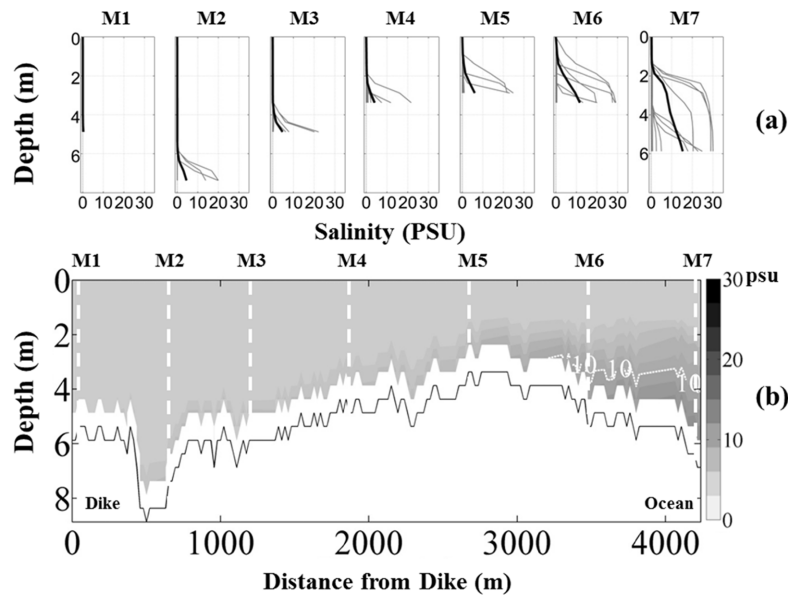 M1 M2 M3 M4 M5 M6 M7
0
2
4
6
Depth (m)
(a)
0 10 20 30 0 10 20 30 0 10 20 30 0 10 20 30 0 10 20 30 0 10 20 30 0 10 20 30
Salinity (PSU)
M1 M2 M3 M4 M5 M6 M7
0
2
4
6
8
Depth (m)
10 10 10
30 psu
20
10
0
(b)
Dike Ocean
0 1000 2000 3000 4000
Distance from Dike (m)